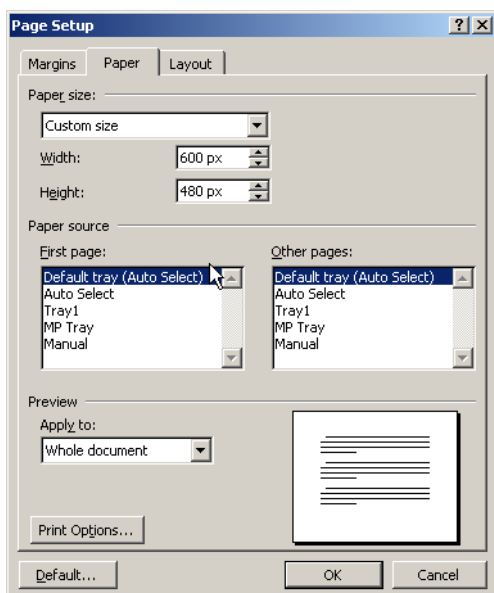 Page Setup
Margins Paper Layout
Paper size:
Custom size
Width: 600 px
Height: 480 px
Paper source
First page: Other pages:
Default tray (Auto Select) Default tray (Auto Select)
Auto Select Auto Select
Tray1 Tray1
MP Tray MP Tray
Manual Manual
Preview
Apply to:
Whole document
Print Options...
Default... OK Cancel